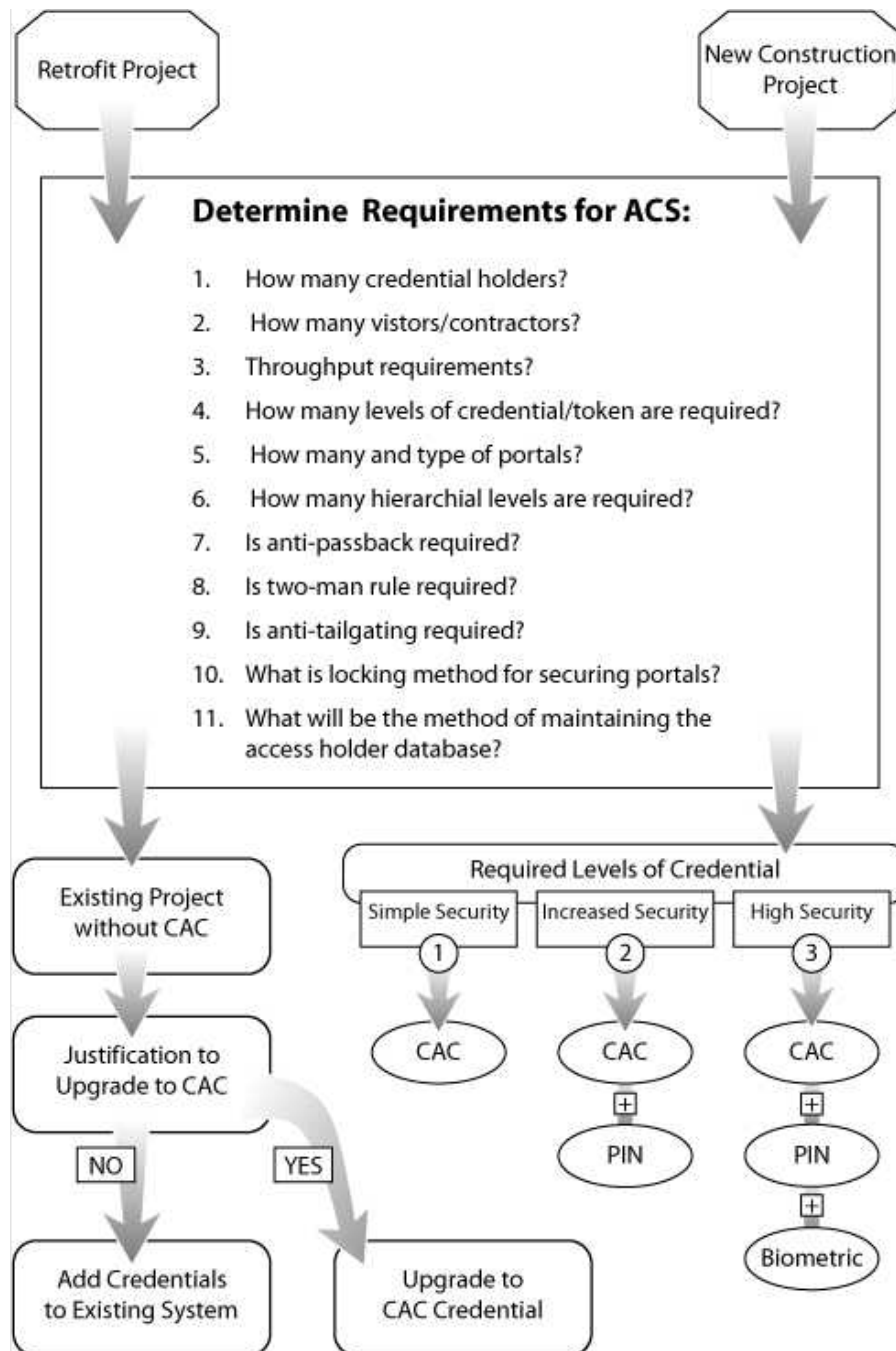 Retrofit Project
New Construction
Project
Determine Requirements for ACS:
1. How many credential holders?
2. How many vistors/contractors?
3. Throughput requirements?
4. How many levels of credential/token are required?
5. How many and type of portals?
6. How many hierarchial levels are required?
7. Is anti-passback required?
8. Is two-man rule required?
9. Is anti-tailgating required?
10. What is locking method for securing portals?
11. What will be the method of maintaining the
access holder database?
Existing Project
without CAC
Justification to
Upgrade to CAC
NO
YES
Add Credentials
to Existing System
Upgrade to
CAC Credential
Required Levels of Credential
Simple Security
1
CAC
Increased Security
2
CAC
+
PIN
High Security
3
CAC
+
PIN
+
Biometric